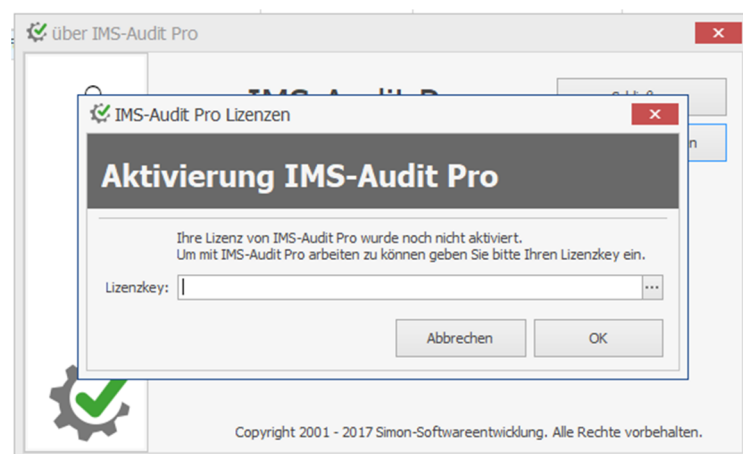 über IMS-Audit Pro
IMS-Audit Pro Lizenzen
Aktivierung IMS-Audit Pro
Ihre Lizenz von IMS-Audit Pro wurde noch nicht aktiviert.
Um mit IMS-Audit Pro arbeiten zu können geben Sie bitte Ihren Lizenzkey ein.
Lizenzkey:
...
Abbrechen
OK
Copyright 2001 - 2017 Simon-Softwareentwicklung. Alle Rechte vorbehalten.